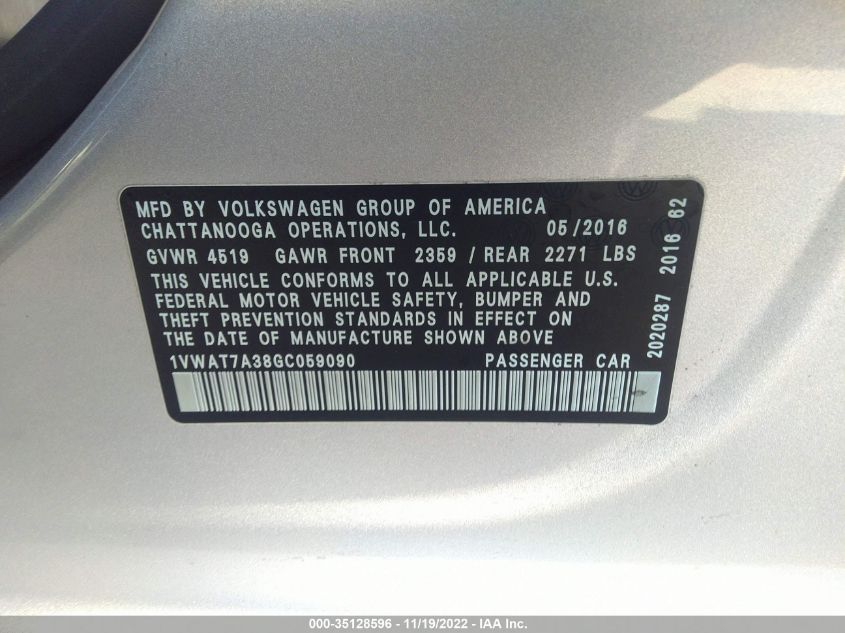 MFD BY VOLKSWAGEN GROUP OF AMERICA
CHATTANOOGA OPERATIONS, LLC. 05/2016
GVWR 4519 GAWR FRONT 2359 / REAR 2271 LBS
THIS VEHICLE CONFORMS TO ALL APPLICABLE U.S.
FEDERAL MOTOR VEHICLE SAFETY, BUMPER AND
THEFT PREVENTION STANDARDS IN EFFECT ON
THE DATE OF MANUFACTURE SHOWN ABOVE
1VWAT7A38GC059090 PASSENGER CAR
2020287 2016 62
000-35128596 - 11/19/2022 - IAA Inc.